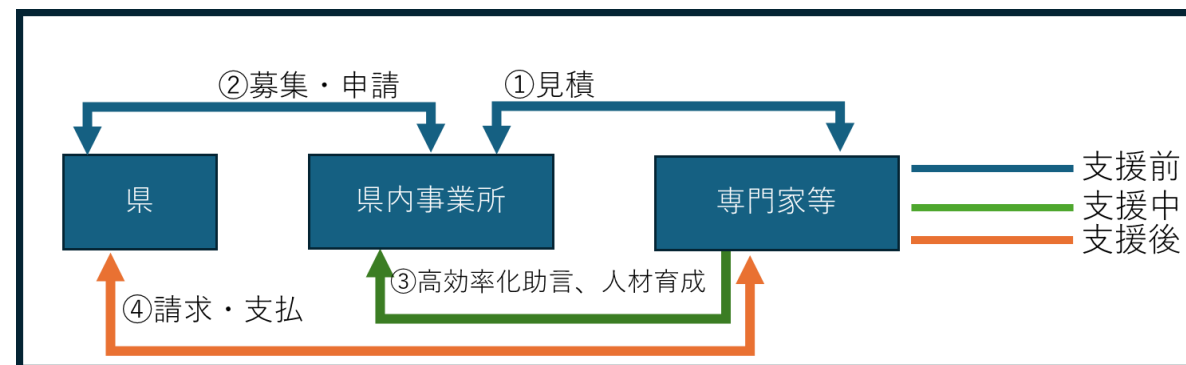 ②募集・申請
①見積
県
県内事業所
専門家等
支援前
支援中
支援後
③高効率化助言、人材育成
④請求・支払